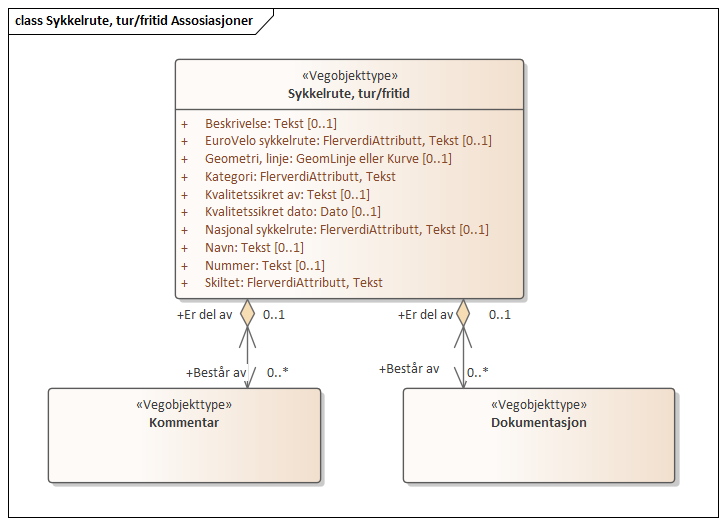 class Sykkelrute, tur/fritid Assosiasjoner
«Vegobjekttype»
Sykkelrute, tur/fritid
+ Beskrivelse: Tekst [0..1]
+ EuroVelo sykkelrute: FlerverdiAttributt, Tekst [0..1]
+ Geometri, linje: GeomLinje eller Kurve [0..1]
+ Kategori: FlerverdiAttributt, Tekst
+ Kvalitetssikret av: Tekst [0..1]
+ Kvalitetssikret dato: Dato [0..1]
+ Nasjonal sykkelrute: FlerverdiAttributt, Tekst [0..1]
+ Navn: Tekst [0..1]
+ Nummer: Tekst [0..1]
+ Skiltet: FlerverdiAttributt, Tekst
+Er del av 0..1 +Er del av 0..1
+Består av 0..* +Består av 0..*
«Vegobjekttype»
Kommentar
«Vegobjekttype»
Dokumentasjon